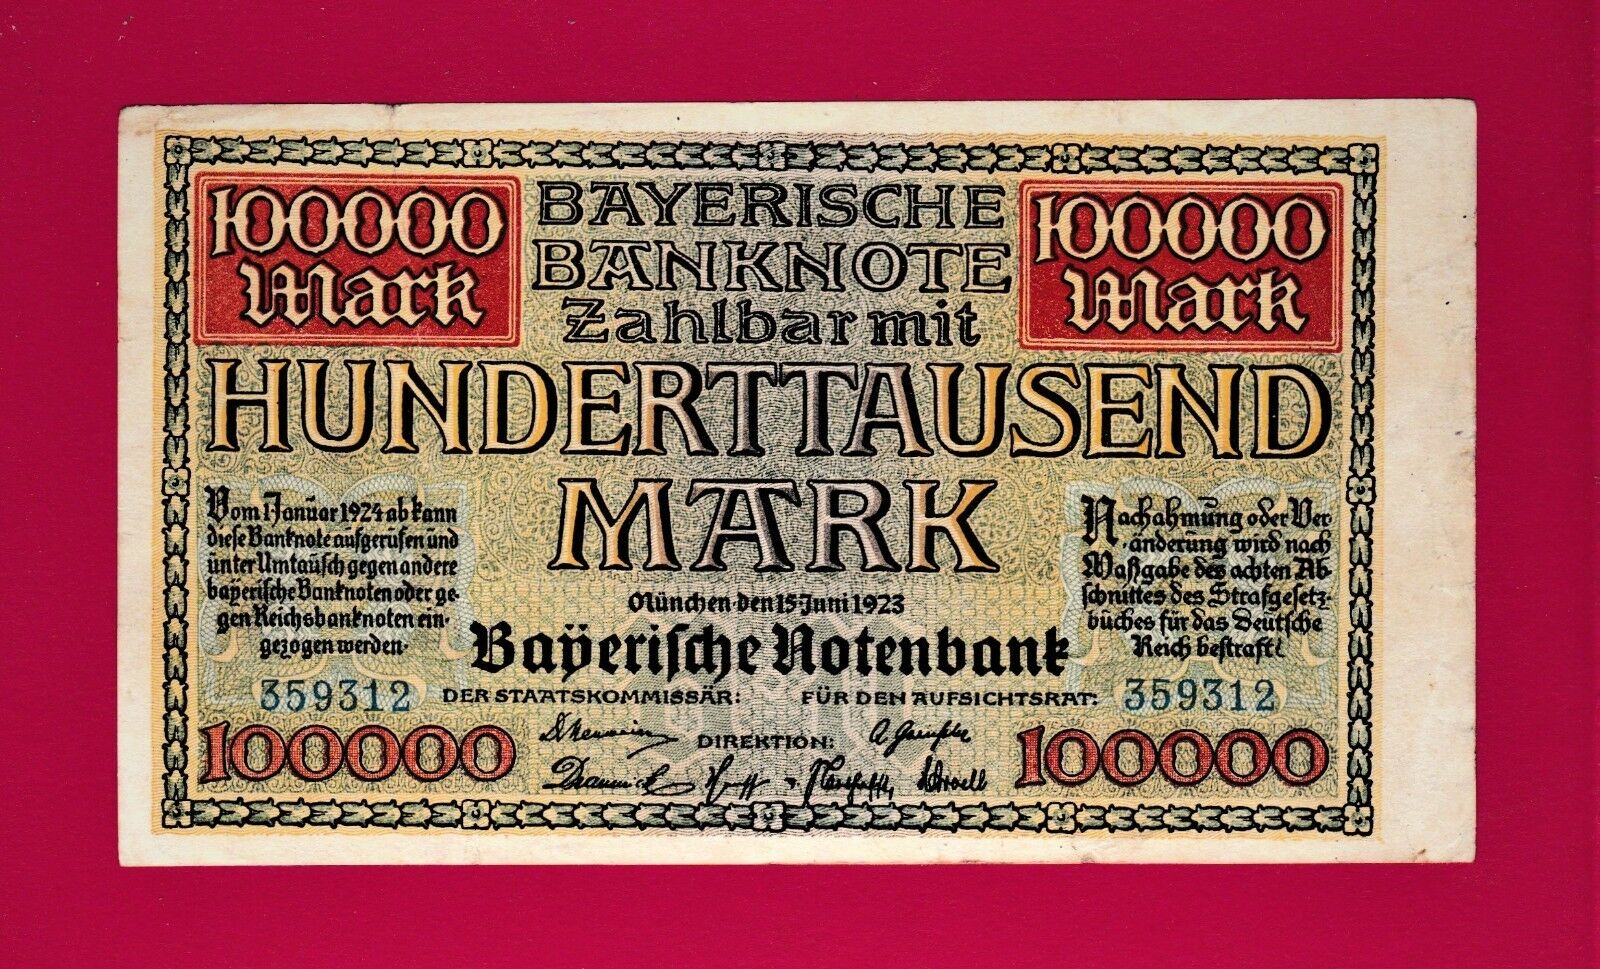 100000
Mark
BAYERISCHE
BANKNOTE
Zahlbar mit
100000
Mark
HUNDERTTAUSEND
MARK
Vom 1 Januar 1924 ab kann
diese Banknote aufgerufen und
unter Umtausch gegen andere
bayerische Banknoten oder ge-
gen Reichsbanknoten ein-
gezogen werden.
359312
München den 15 Juni 1923
Bayerische Notenbank
DER STAATSKOMMISSÄR: FÜR DEN AUFSICHTSRAT:
DIREKTION:
Nachahmung oder Ver-
änderung wird nach
Maßgabe des achten Ab-
schnittes des Strafgesetz-
buches für das Deutsche
Reich bestraft
359312
100000
100000